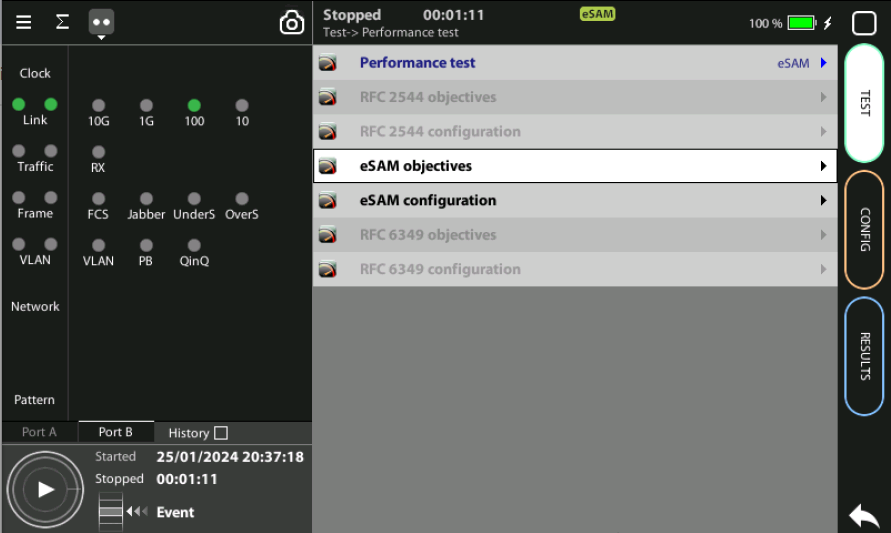 Stopped 00:01:11
eSAM
100 %
Test-> Performance test
Clock
Link
10G 1G 100 10
Traffic
RX
Frame
FCS Jabber UnderS OverS
VLAN
VLAN PB QinQ
Network
Pattern
Port A Port B History
Started 25/01/2024 20:37:18
Stopped 00:01:11
Event
Performance test eSAM
RFC 2544 objectives
RFC 2544 configuration
eSAM objectives
eSAM configuration
RFC 6349 objectives
RFC 6349 configuration
TEST
CONFIG
RESULTS